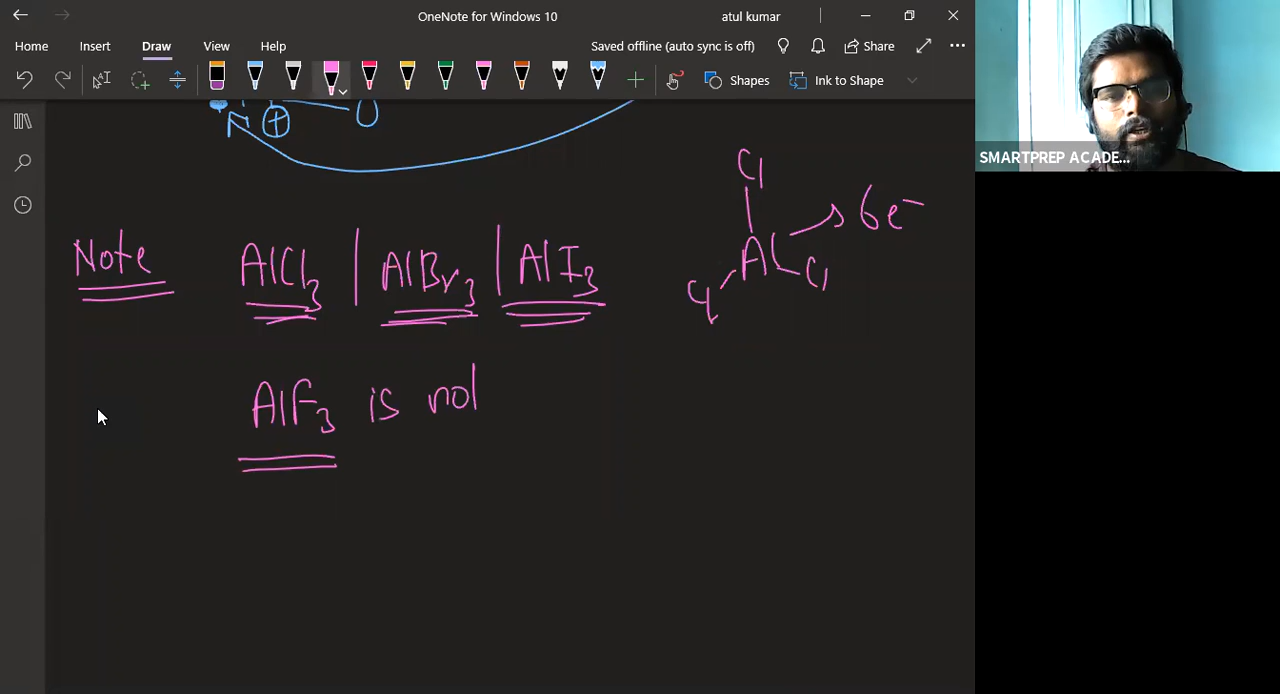 OneNote for Windows 10
atul kumar
Home Insert Draw View Help
Saved offline (auto sync is off)
Share
Shapes
Ink to Shape
SMARTPREP ACADE...
N ⊕ O
Cl
Al → 6e⁻
Cl Cl
Note AlCl₃ | AlBr₃ | AlI₃
AlF₃ is not